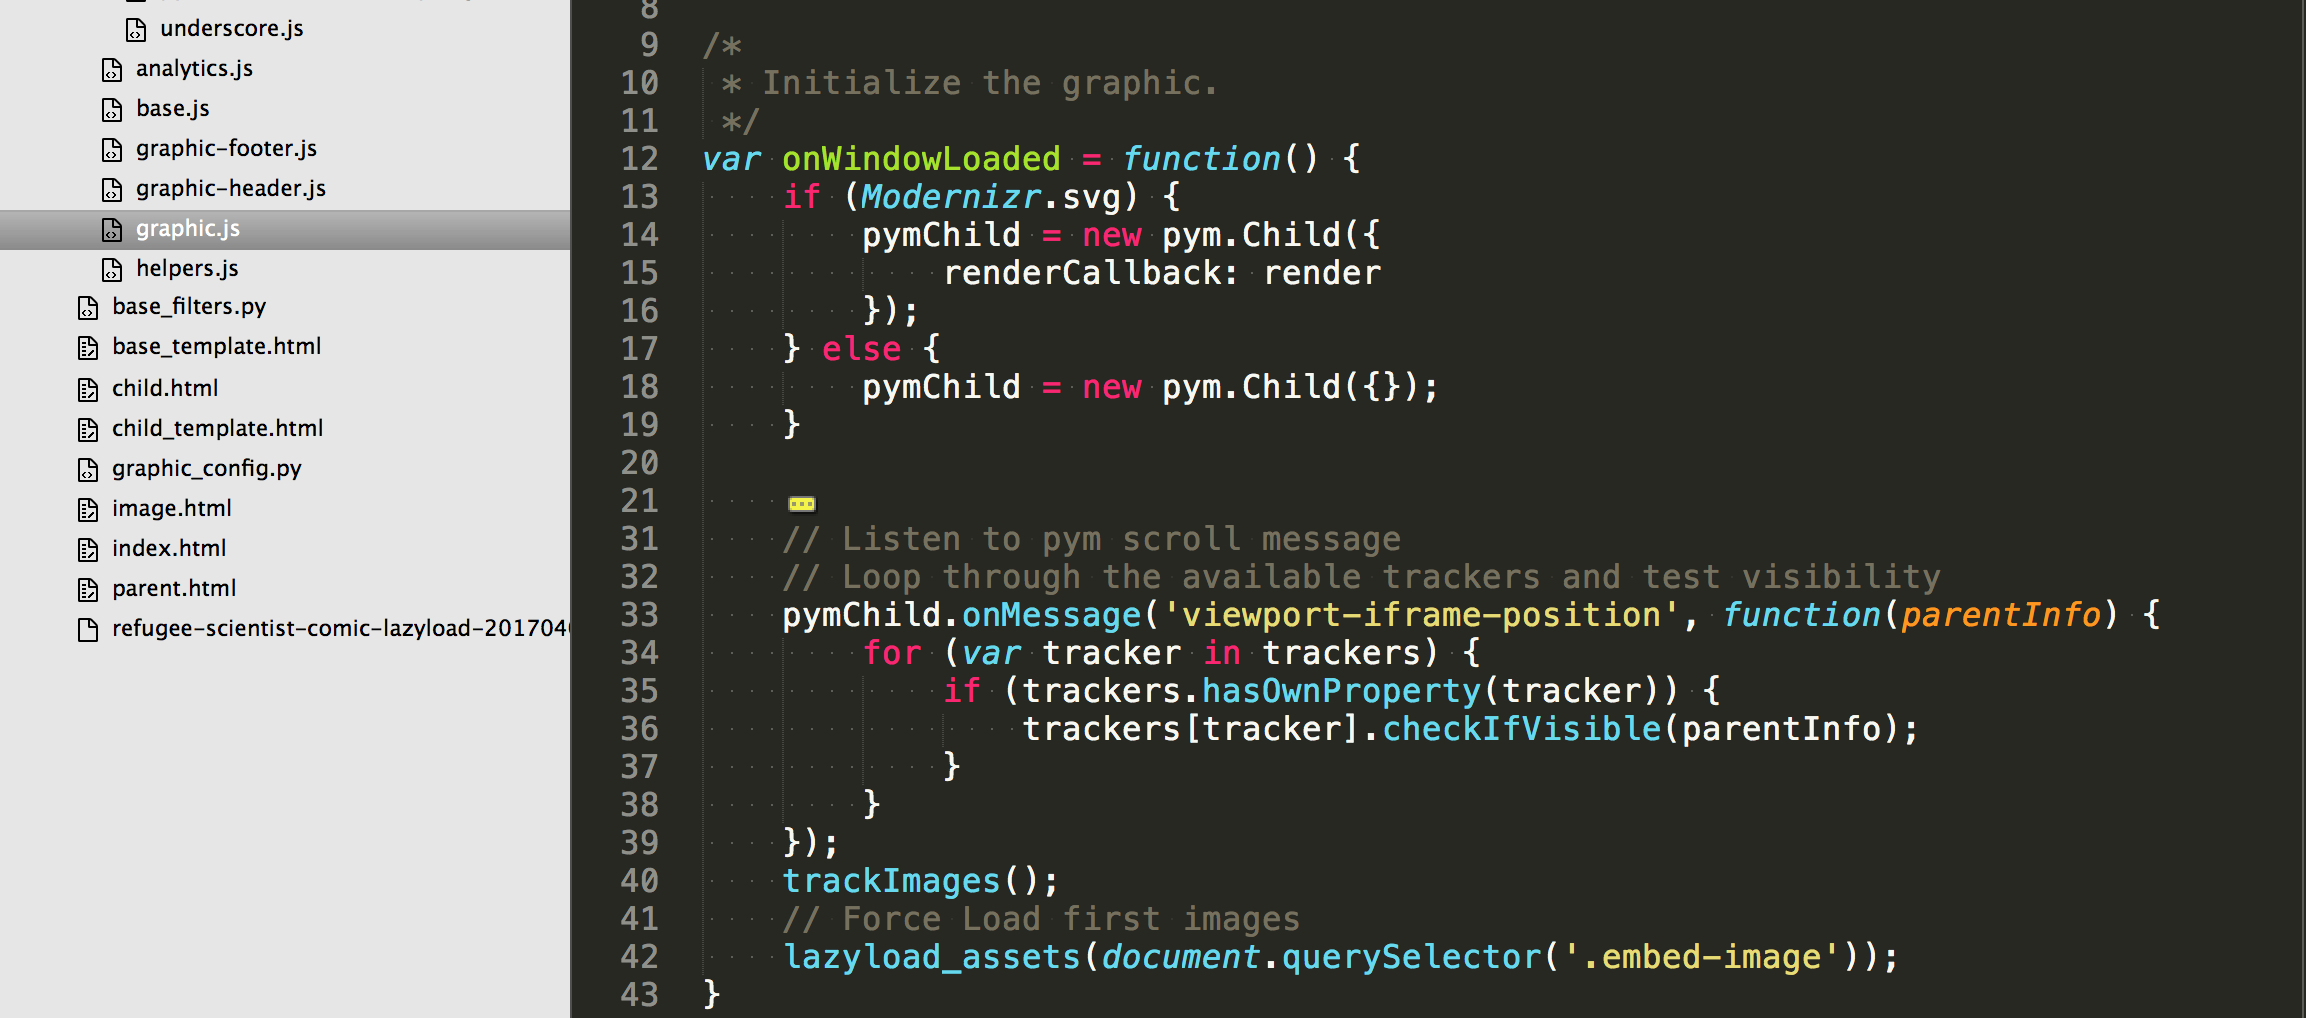 underscore.js
analytics.js
base.js
graphic-footer.js
graphic-header.js
graphic.js
helpers.js
base_filters.py
base_template.html
child.html
child_template.html
graphic_config.py
image.html
index.html
parent.html
refugee-scientist-comic-lazyload-201704
8
9 /*
10  * Initialize the graphic.
11  */
12 var onWindowLoaded = function() {
13     if (Modernizr.svg) {
14         pymChild = new pym.Child({
15             renderCallback: render
16         });
17     } else {
18         pymChild = new pym.Child({});
19     }
20
21
31     // Listen to pym scroll message
32     // Loop through the available trackers and test visibility
33     pymChild.onMessage('viewport-iframe-position', function(parentInfo) {
34         for (var tracker in trackers) {
35             if (trackers.hasOwnProperty(tracker)) {
36                 trackers[tracker].checkIfVisible(parentInfo);
37             }
38         }
39     });
40     trackImages();
41     // Force Load first images
42     lazyload_assets(document.querySelector('.embed-image'));
43 }